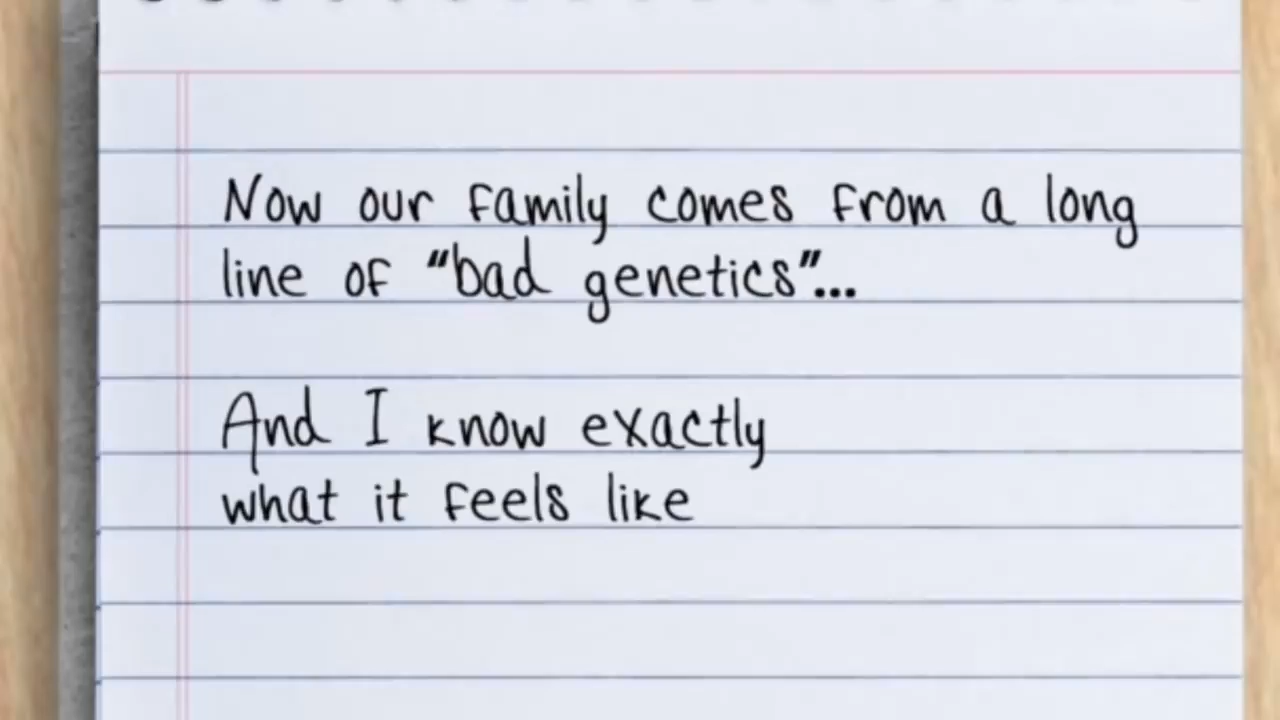 Now our family comes from a long
line of "bad genetics"...
And I know exactly
what it feels like